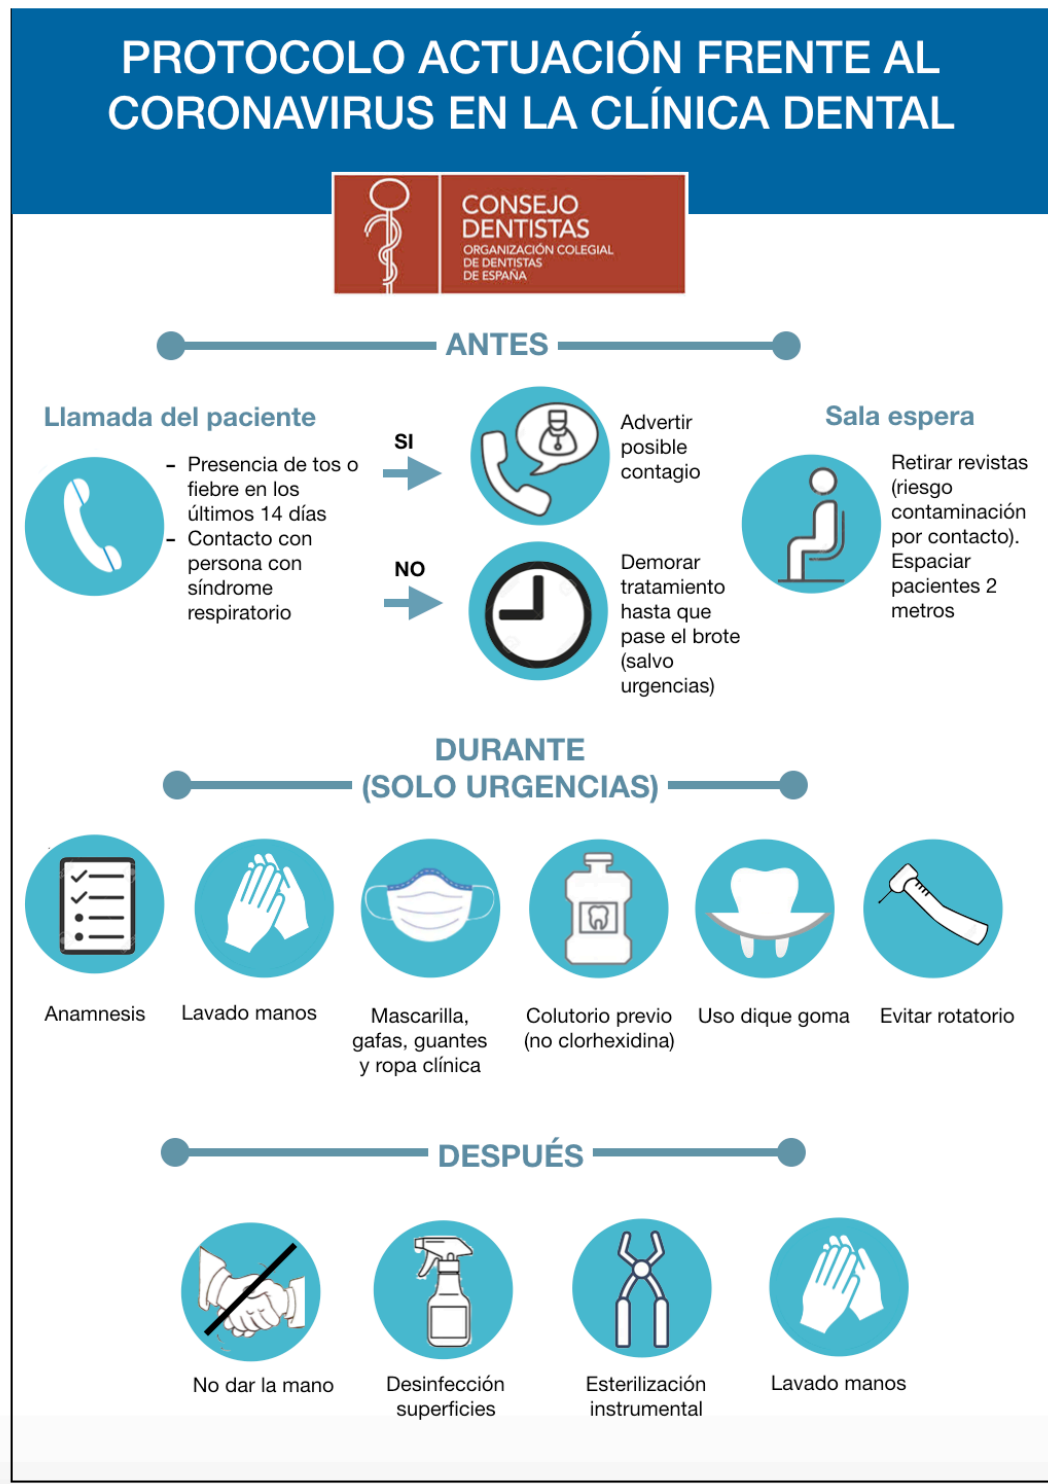 PROTOCOLO ACTUACIÓN FRENTE AL
CORONAVIRUS EN LA CLÍNICA DENTAL
CONSEJO
DENTISTAS
ORGANIZACIÓN COLEGIAL
DE DENTISTAS
DE ESPAÑA
ANTES
Llamada del paciente
- Presencia de tos o
fiebre en los
últimos 14 días
- Contacto con
persona con
síndrome
respiratorio
SI
Advertir
posible
contagio
NO
Demorar
tratamiento
hasta que
pase el brote
(salvo
urgencias)
Sala espera
Retirar revistas
(riesgo
contaminación
por contacto).
Espaciar
pacientes 2
metros
DURANTE
(SOLO URGENCIAS)
Anamnesis
Lavado manos
Mascarilla,
gafas, guantes
y ropa clínica
Colutorio previo
(no clorhexidina)
Uso dique goma
Evitar rotatorio
DESPUÉS
No dar la mano
Desinfección
superficies
Esterilización
instrumental
Lavado manos